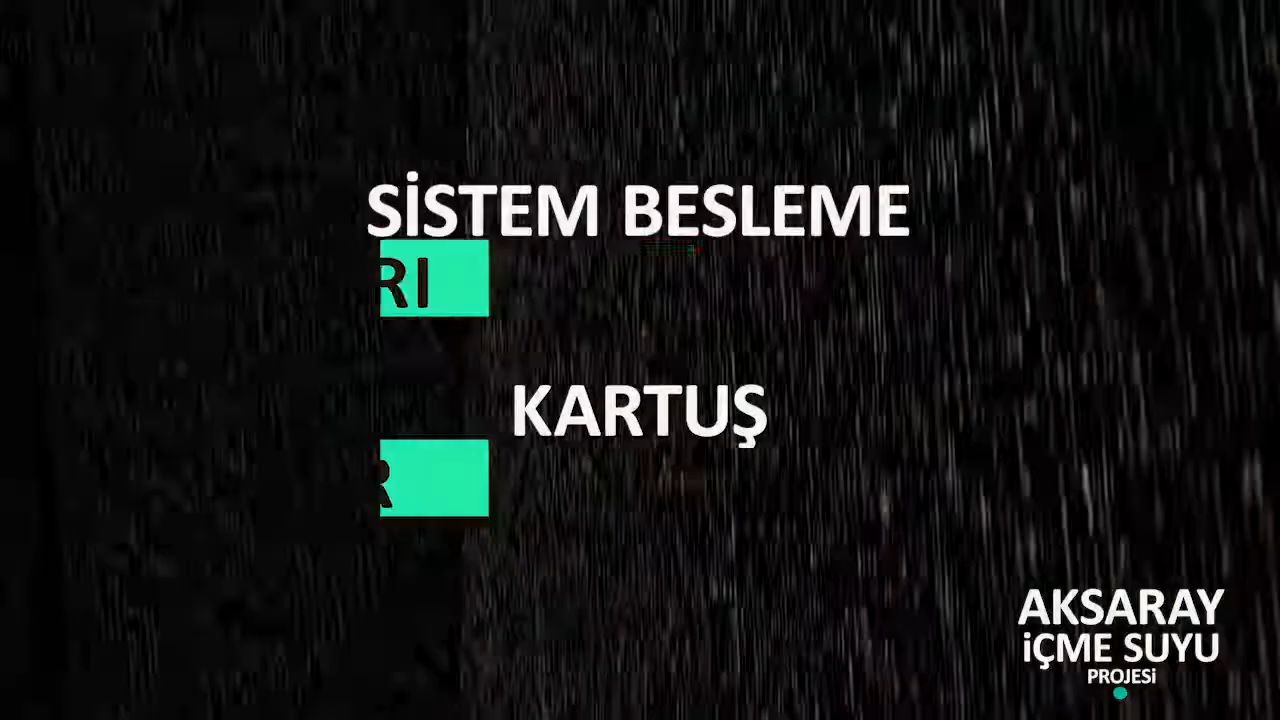 SİSTEM BESLEME
RI
KARTUŞ
R
AKSARAY
İÇME SUYU
PROJESİ